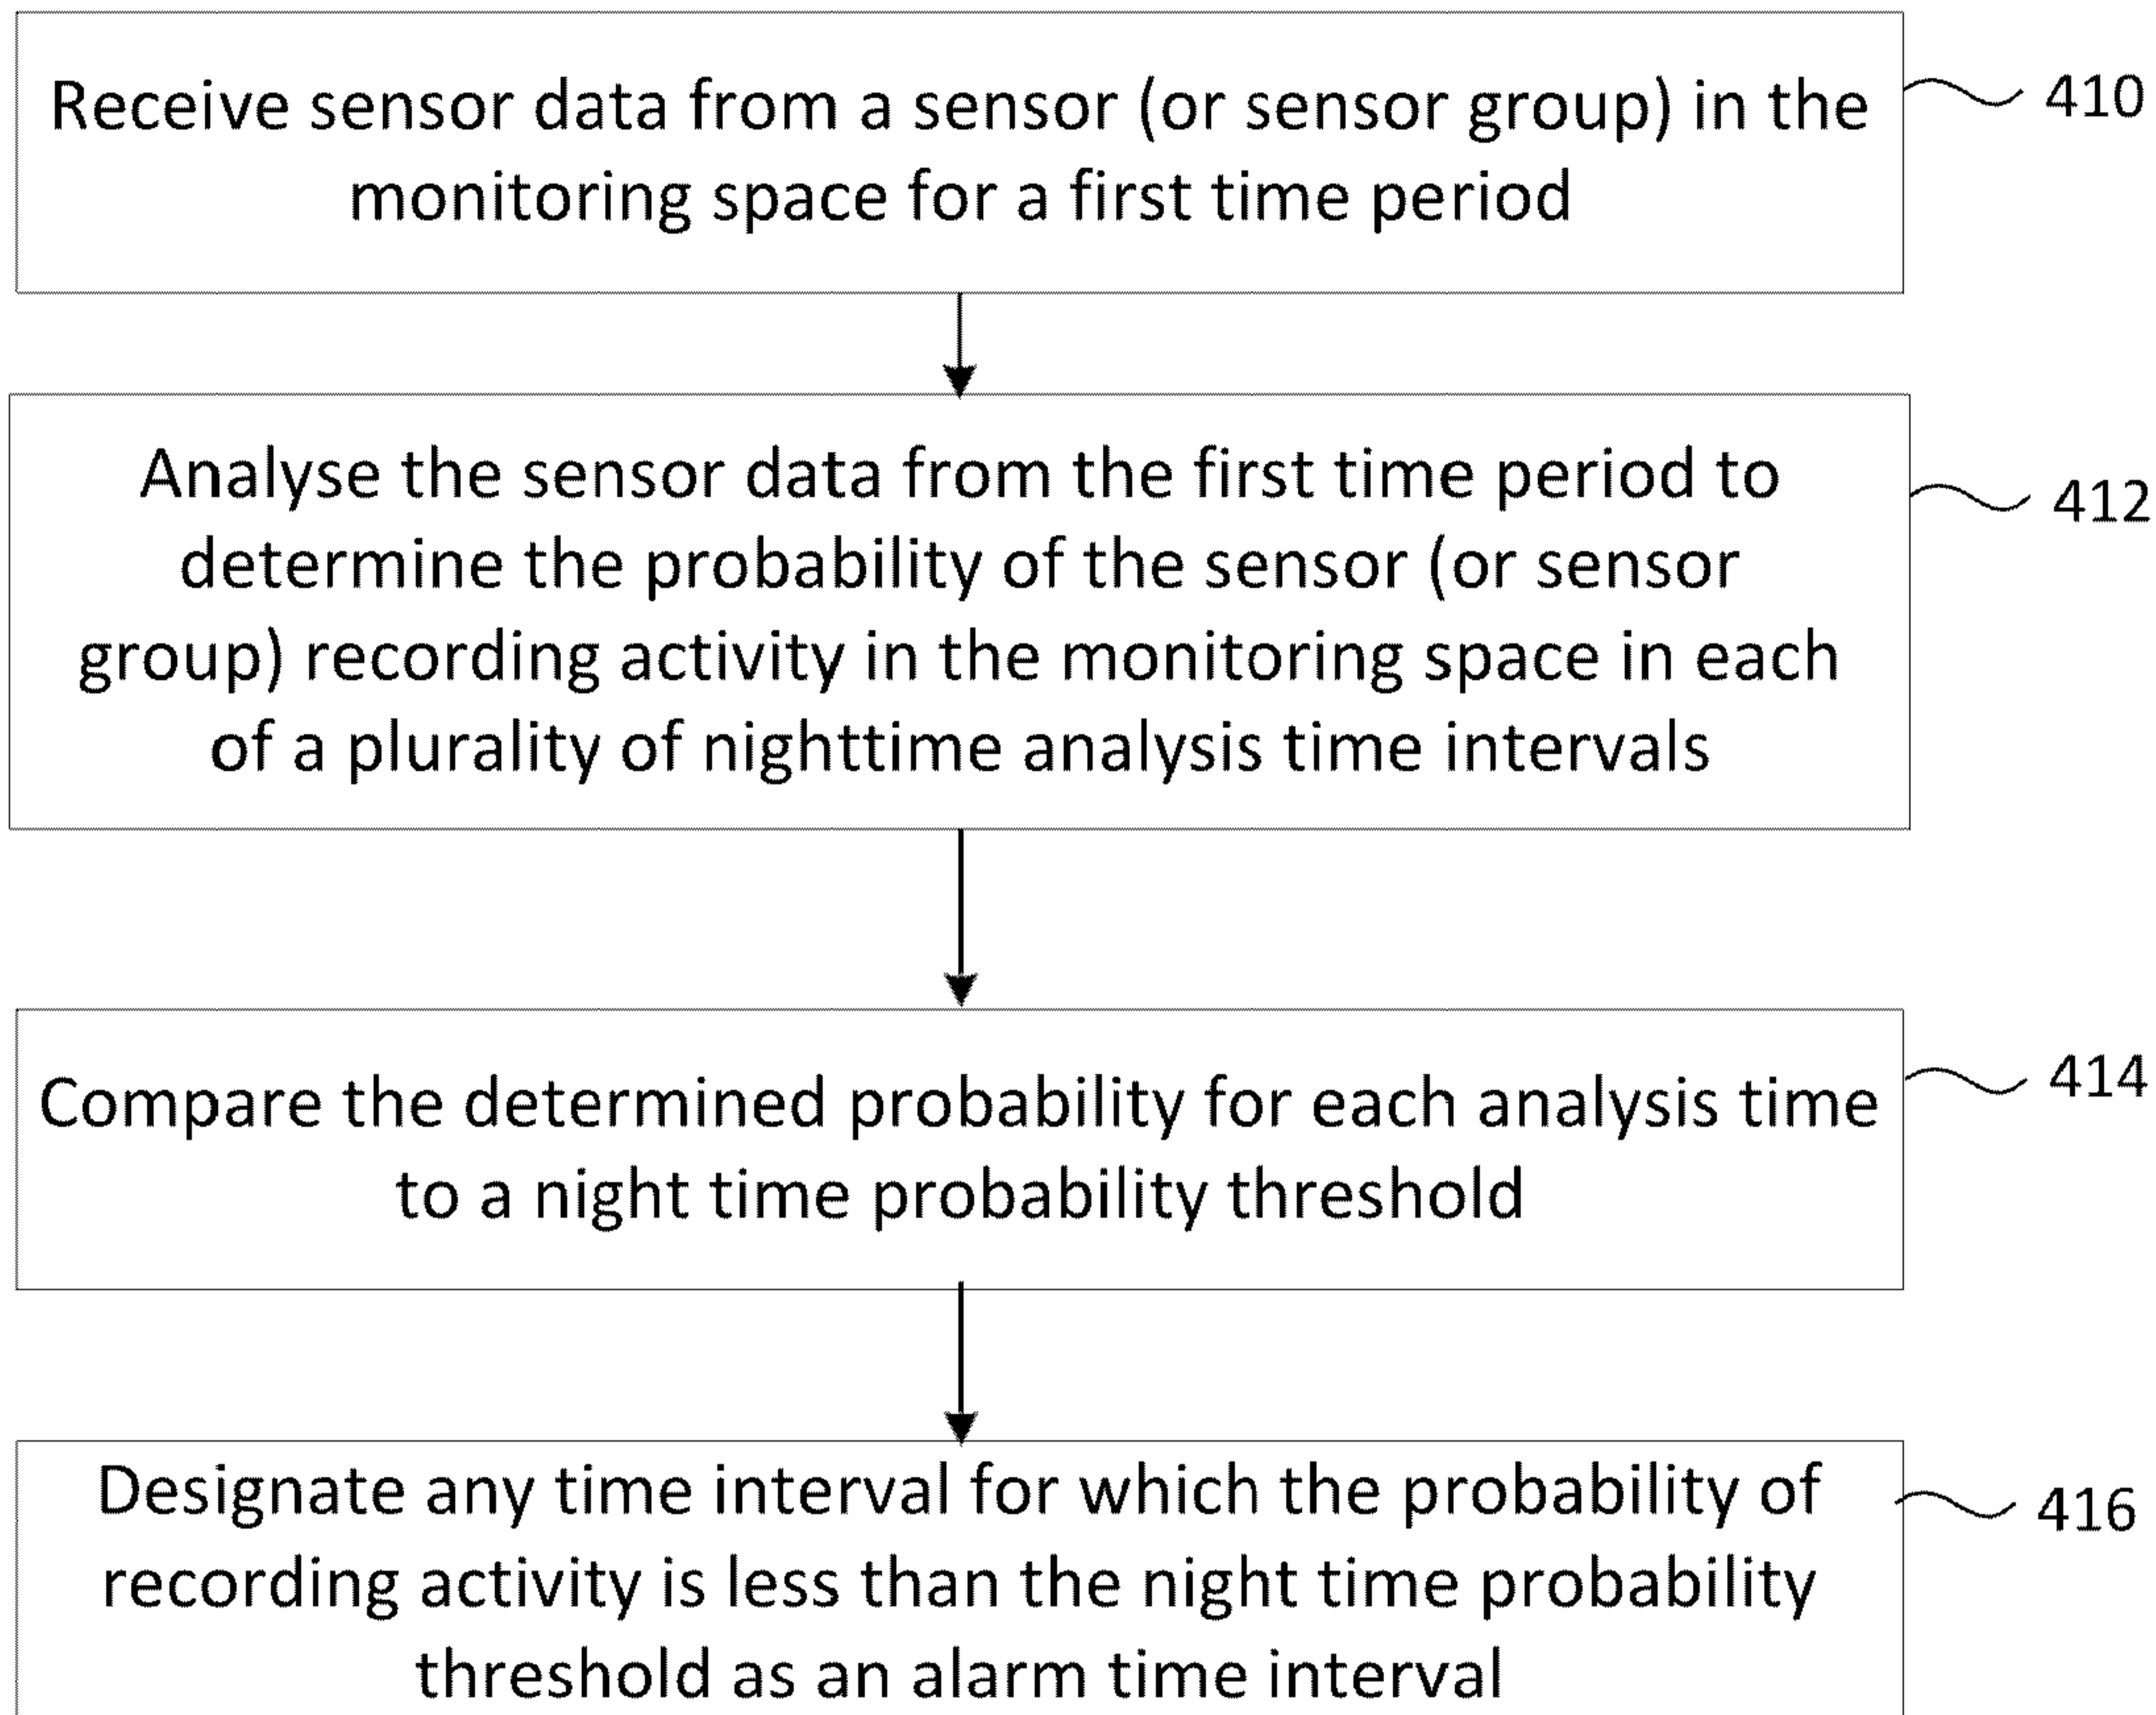 Receive sensor data from a sensor (or sensor group) in the
monitoring space for a first time period
410
Analyse the sensor data from the first time period to
determine the probability of the sensor (or sensor
group) recording activity in the monitoring space in each
of a plurality of nighttime analysis time intervals
412
Compare the determined probability for each analysis time
to a night time probability threshold
414
Designate any time interval for which the probability of
recording activity is less than the night time probability
threshold as an alarm time interval
416